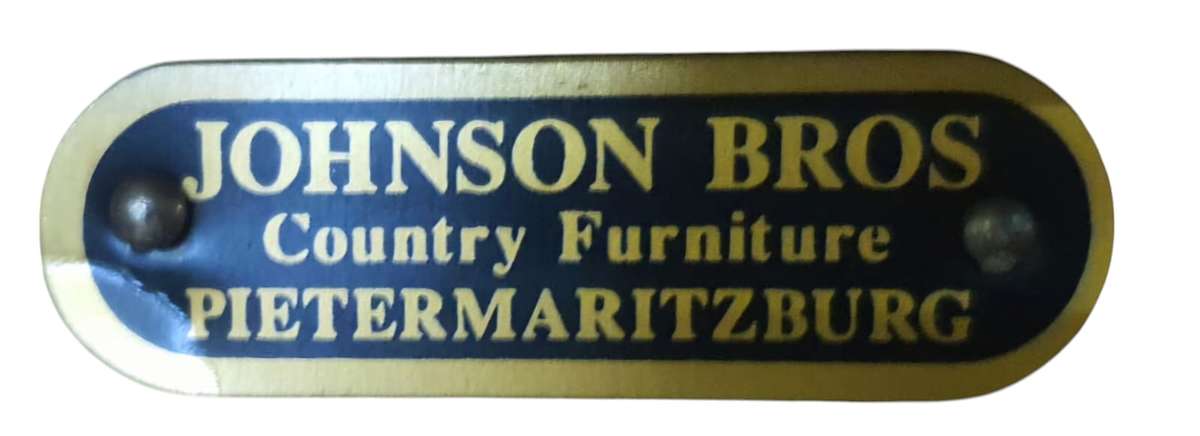 JOHNSON BROS
Country Furniture
PIETERMARITZBURG